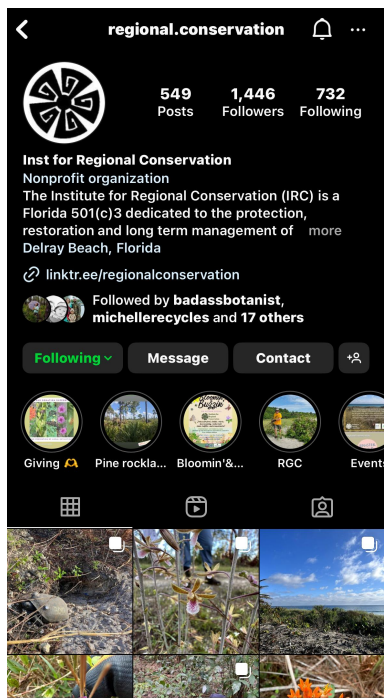 regional.conservation
549 1,446 732
Posts Followers Following
Inst for Regional Conservation
Nonprofit organization
The Institute for Regional Conservation (IRC) is a
Florida 501(c)3 dedicated to the protection,
restoration and long term management of more
Delray Beach, Florida
linktr.ee/regionalconservation
Followed by badassbotanist,
michellerecycles and 17 others
Following Message Contact
Bloomin'
Buzzin'
Giving Pine rockla... Bloomin'&... RGC Events